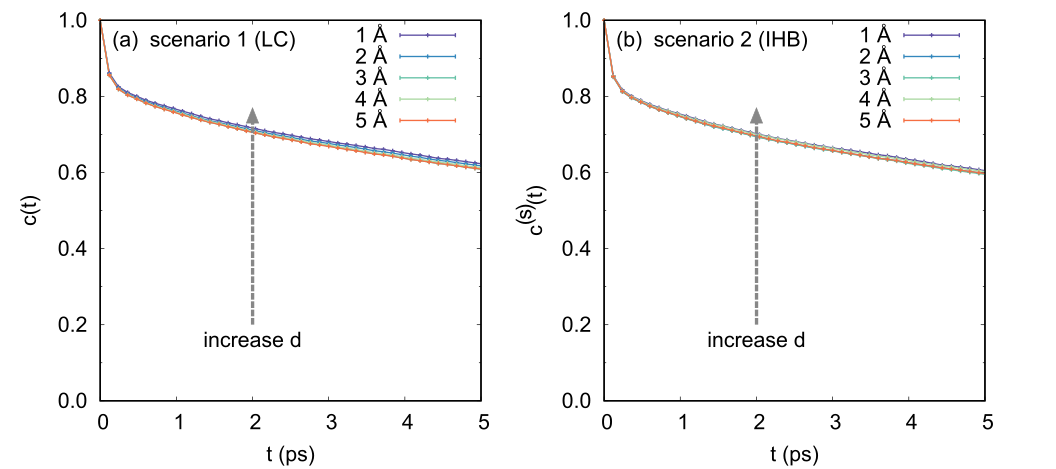 (a) scenario 1 (LC)
1 Å
2 Å
3 Å
4 Å
5 Å
increase d
c(t)
1.0
0.8
0.6
0.4
0.2
0.0
0 1 2 3 4 5
t (ps)
(b) scenario 2 (IHB)
1 Å
2 Å
3 Å
4 Å
5 Å
increase d
c(s)(t)
1.0
0.8
0.6
0.4
0.2
0.0
0 1 2 3 4 5
t (ps)